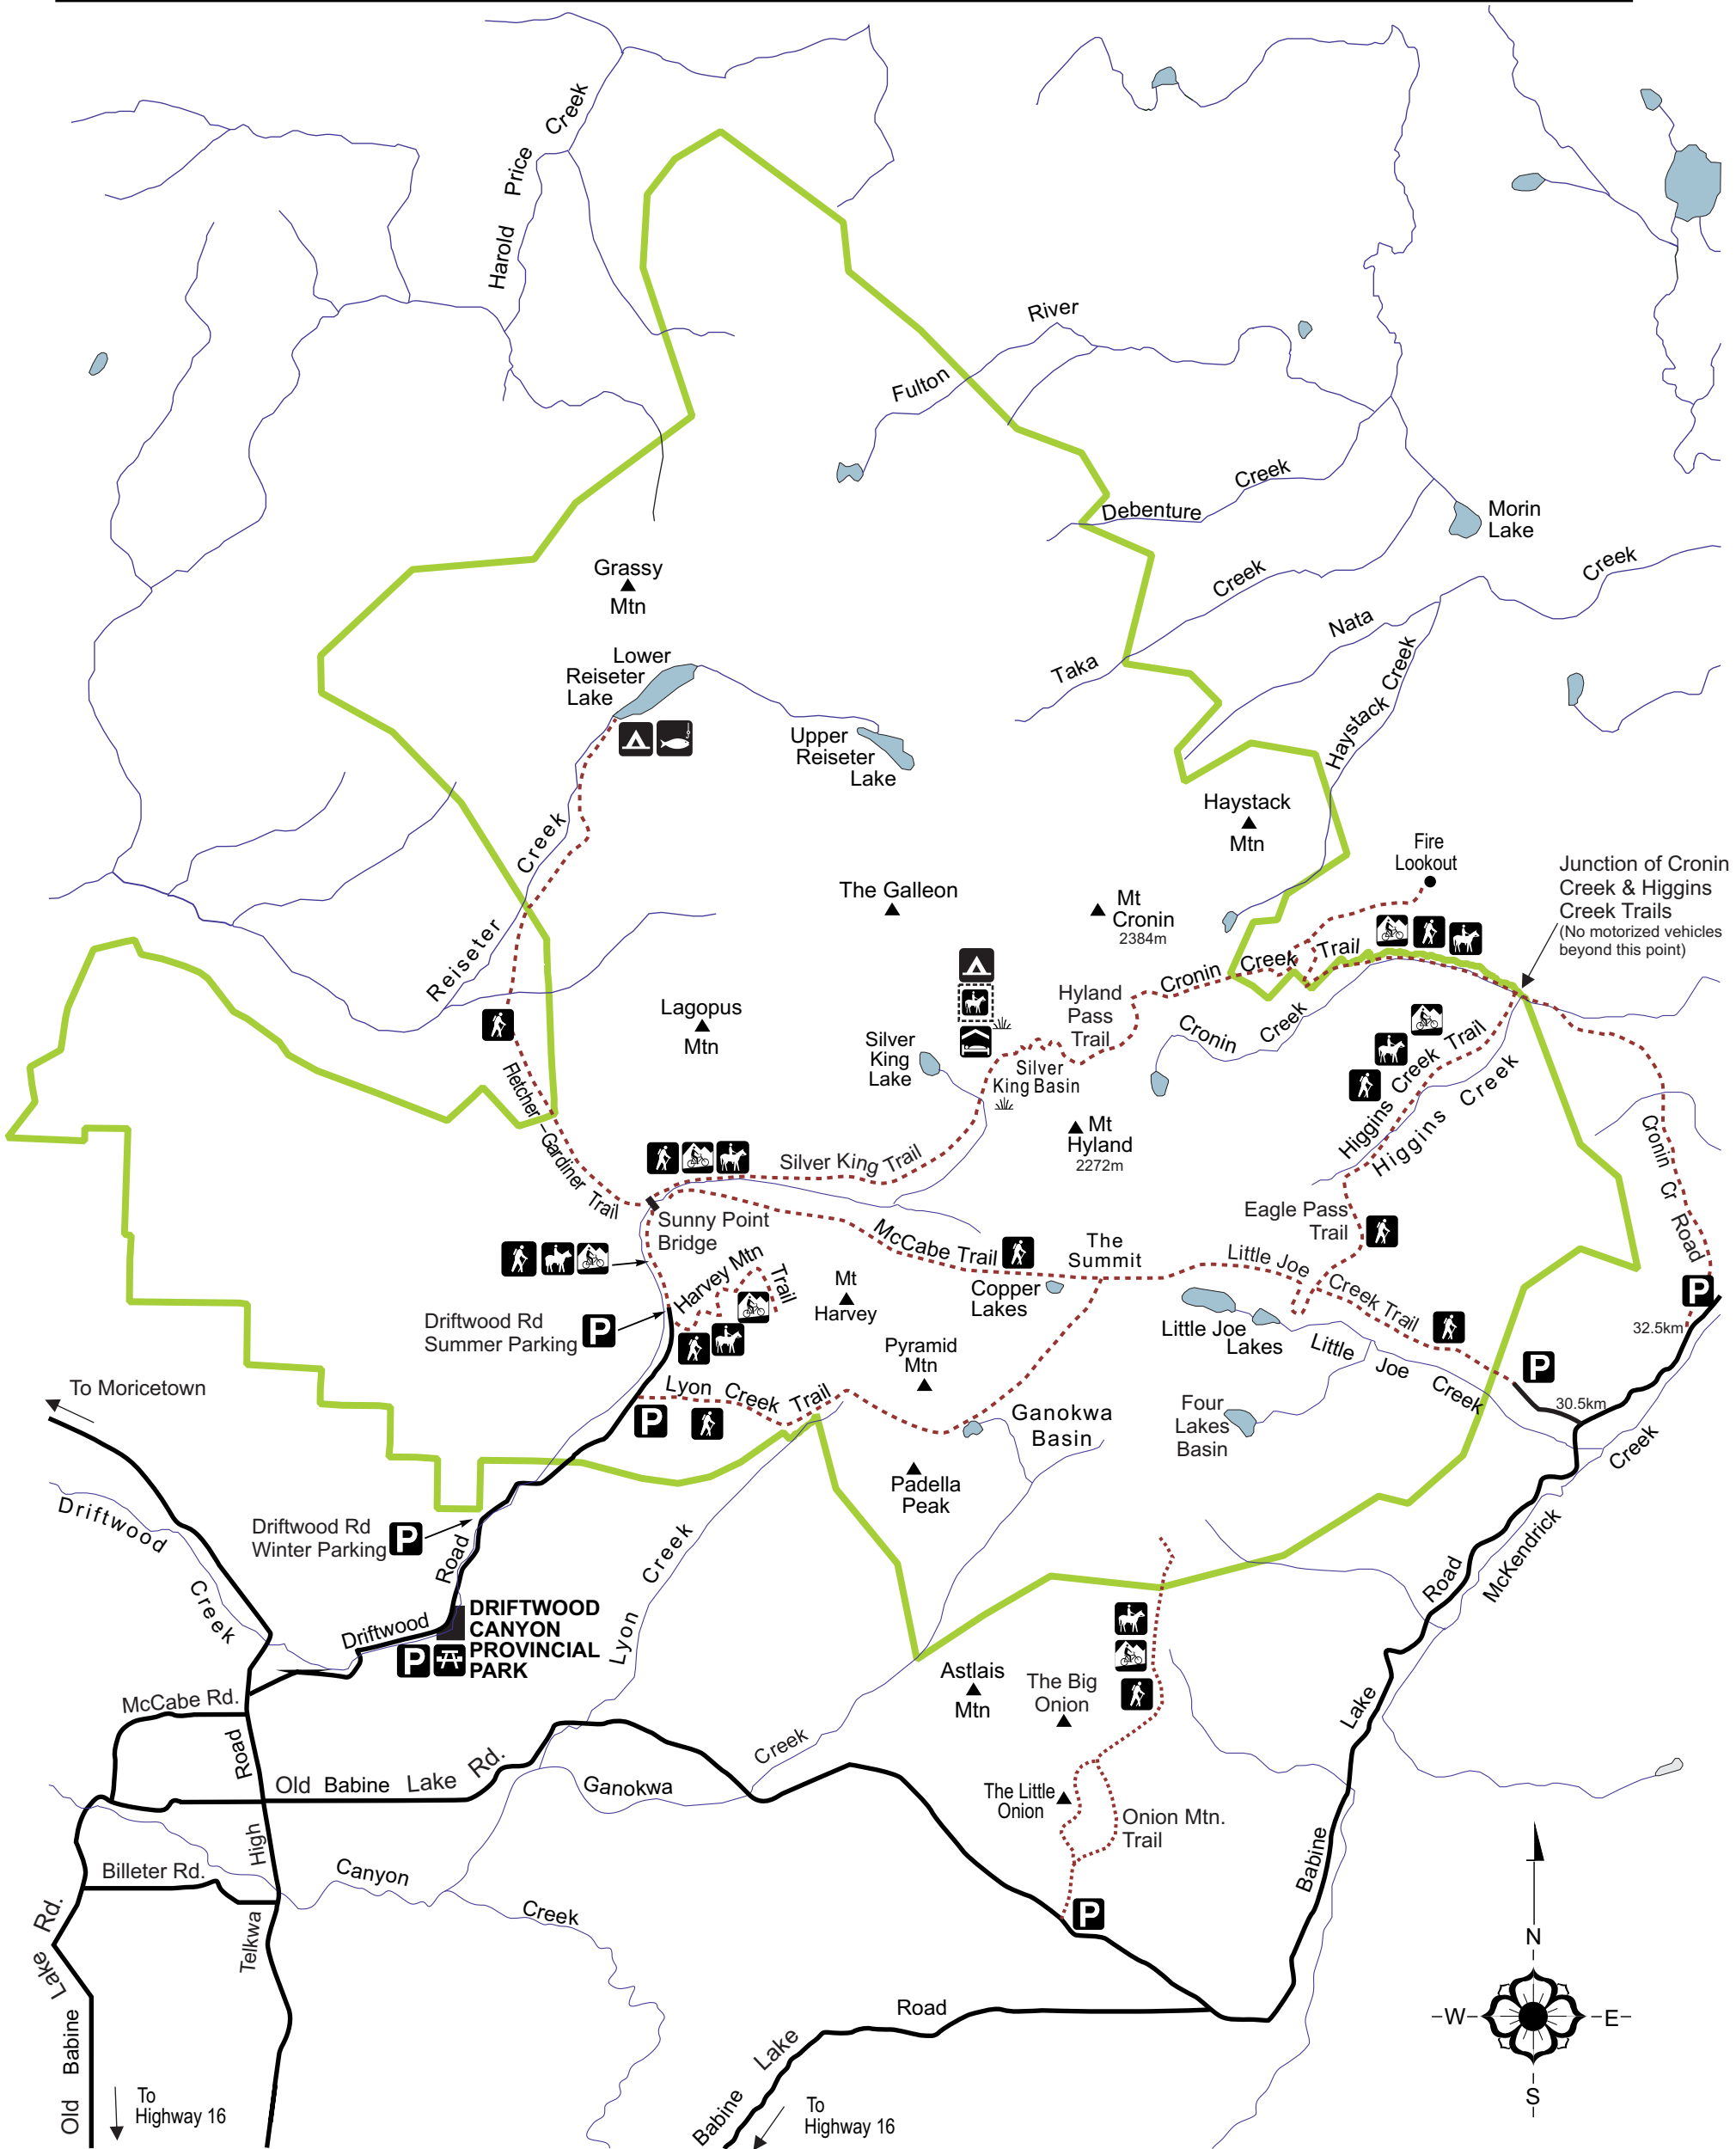 Harold Price Creek
Fulton River
Debenture Creek
Morin
Lake
Taka Creek
Nata Creek
Haystack Creek
Grassy
Mtn
Lower
Reiseter
Lake
Upper
Reiseter
Lake
Reiseter Creek
Haystack
Mtn
Fire
Lookout
Junction of Cronin
Creek & Higgins
Creek Trails
(No motorized vehicles
beyond this point)
The Galleon
Mt
Cronin
2384m
Cronin Creek Trail
Hyland
Pass
Trail
Cronin Creek
Lagopus
Mtn
Silver
King
Lake
Silver
King Basin
Mt
Hyland
2272m
Higgins Creek Trail
Higgins Creek
Cronin Cr Road
Fletcher–Gardiner Trail
Silver King Trail
Sunny Point
Bridge
McCabe Trail
The
Summit
Eagle Pass
Trail
Little Joe Creek Trail
Harvey Mtn Trail
Mt
Harvey
Copper
Lakes
Little Joe
Lakes
Little Joe Creek
Driftwood Rd
Summer Parking
P
P
32.5km
Pyramid
Mtn
P
30.5km
To Moricetown
Lyon Creek Trail
P
Ganokwa
Basin
Four
Lakes
Basin
Padella
Peak
Driftwood Creek
Driftwood Rd
Winter Parking
P
Lyon Creek
McKendrick Creek
Driftwood Road
DRIFTWOOD
CANYON
PROVINCIAL
PARK
P
Astlais
Mtn
The Big
Onion
McCabe Rd.
Old Babine Lake Rd.
Ganokwa Creek
The Little
Onion
Onion Mtn.
Trail
Babine Lake Road
Billeter Rd.
Canyon Creek
Telkwa High Road
P
Old Babine Lake Rd.
Babine Lake Road
To
Highway 16
To
Highway 16
N
W
E
S